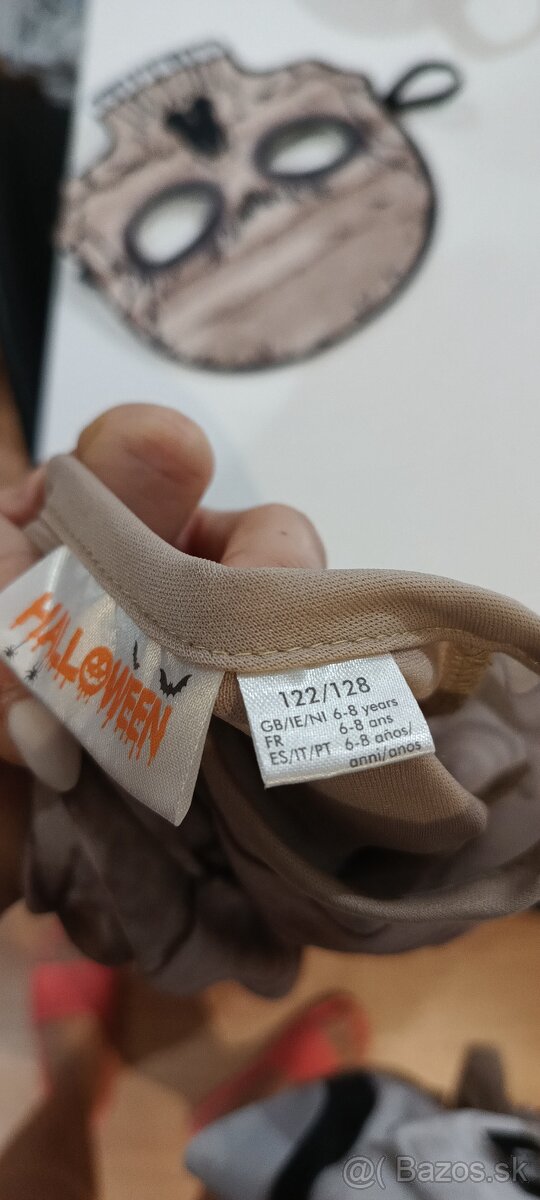 HALLOWEEN
122/128
GB/IE/NI 6-8 years
FR 6-8 ans
ES/IT/PT 6-8 años/
anni/anos
@( Bazos.sk